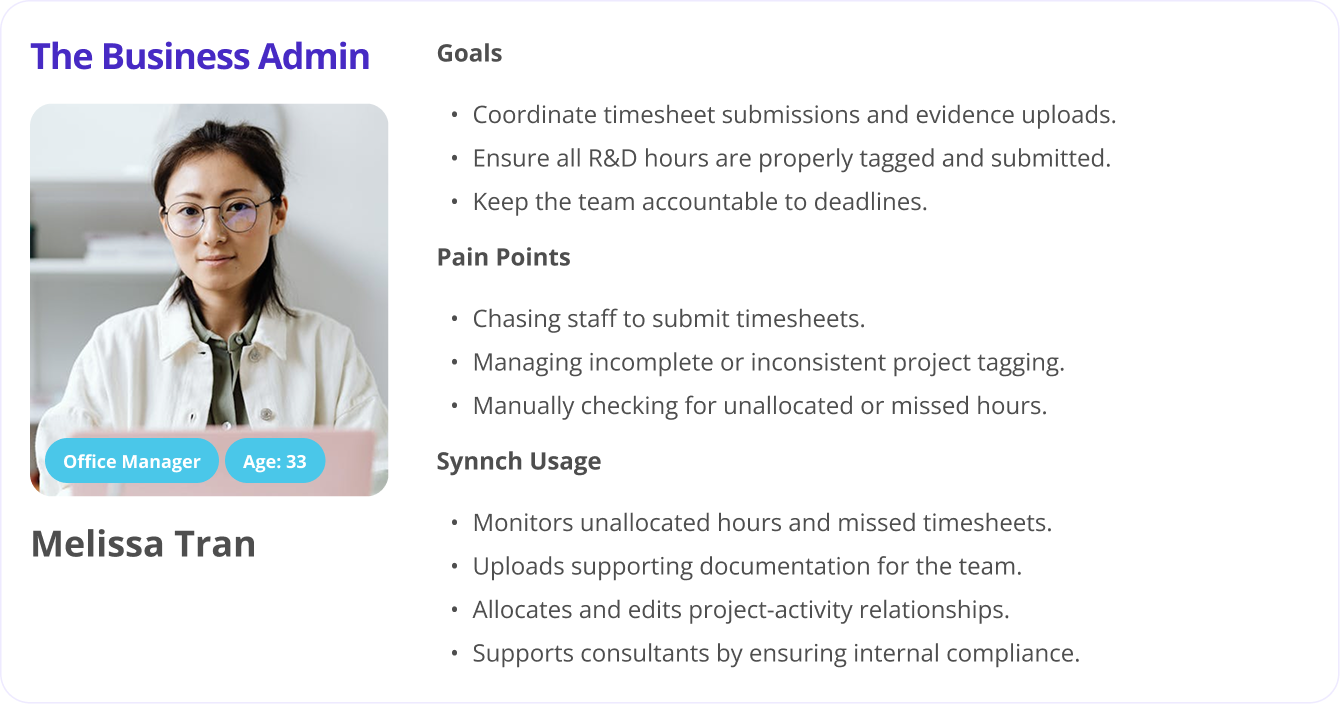 The Business Admin
Office Manager
Age: 33
Melissa Tran
Goals
• Coordinate timesheet submissions and evidence uploads.
• Ensure all R&D hours are properly tagged and submitted.
• Keep the team accountable to deadlines.
Pain Points
• Chasing staff to submit timesheets.
• Managing incomplete or inconsistent project tagging.
• Manually checking for unallocated or missed hours.
Synnch Usage
• Monitors unallocated hours and missed timesheets.
• Uploads supporting documentation for the team.
• Allocates and edits project-activity relationships.
• Supports consultants by ensuring internal compliance.